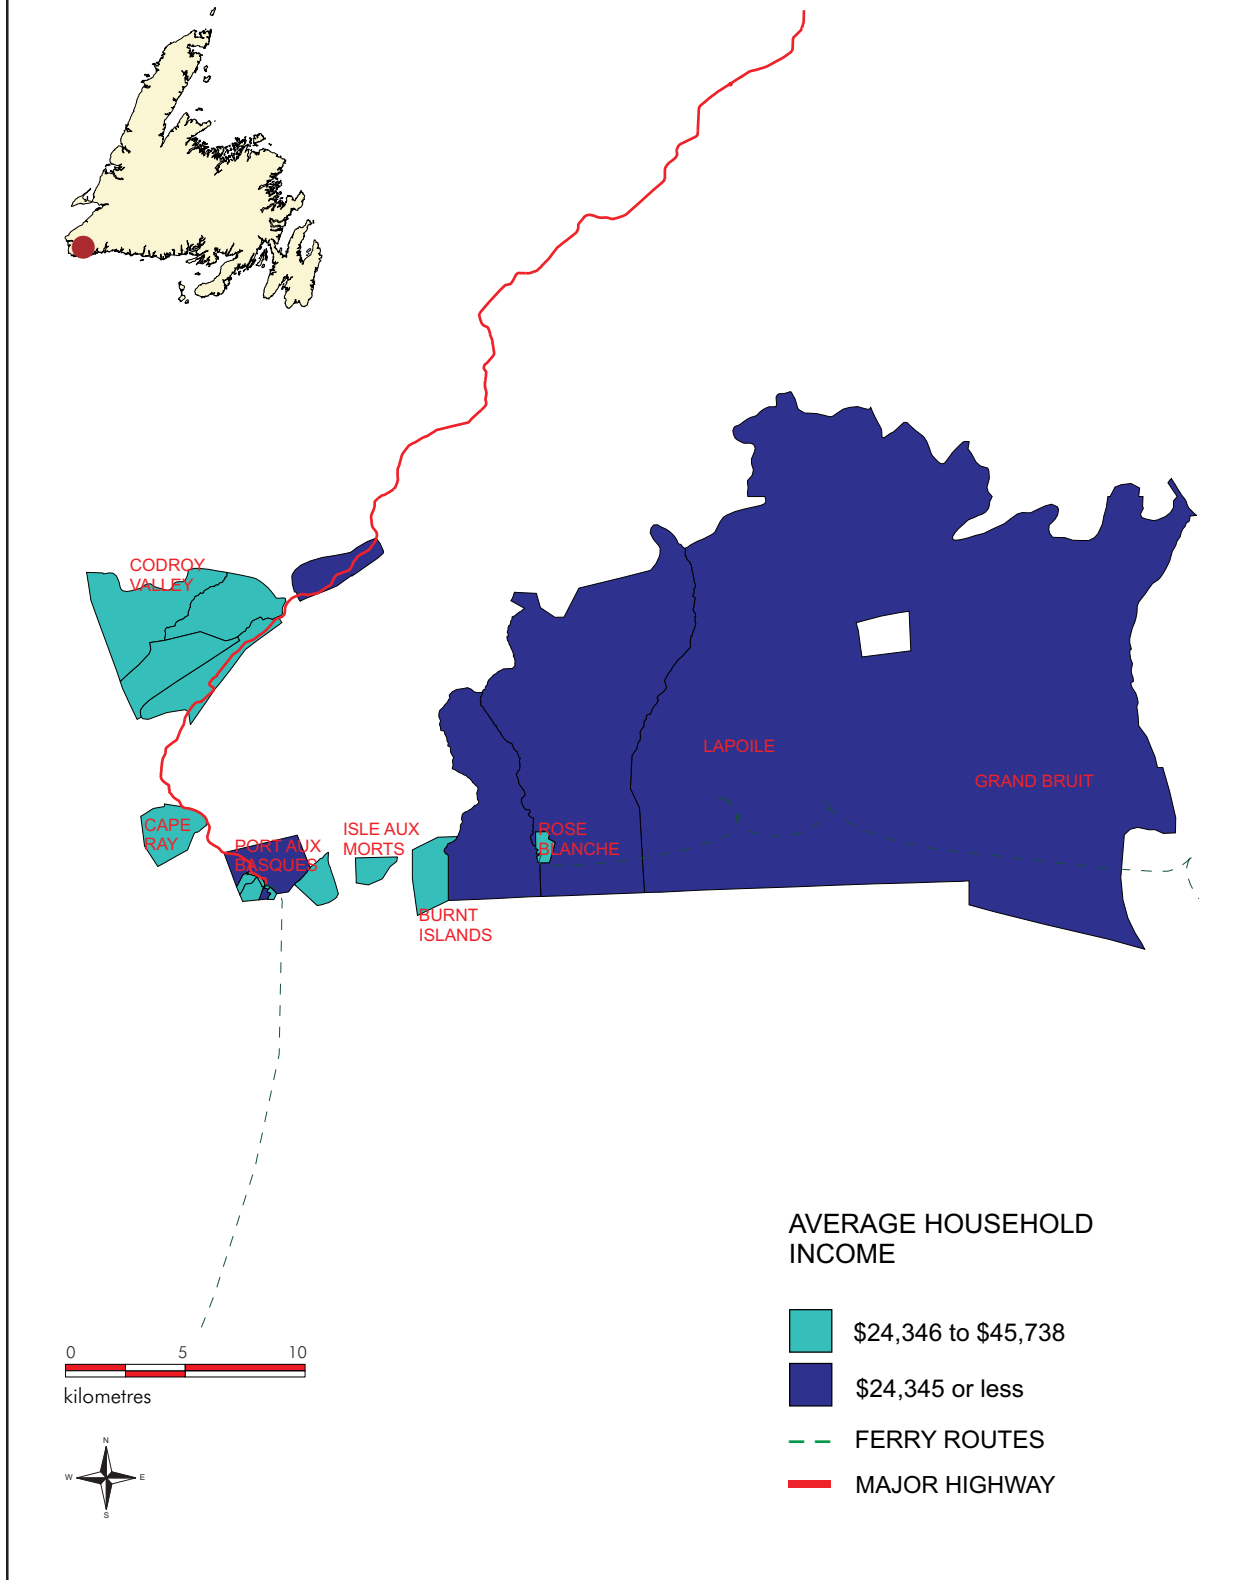 CODROY
VALLEY
LAPOILE
GRAND BRUIT
CAPE
RAY
PORT AUX
BASQUES
ISLE AUX
MORTS
ROSE
BLANCHE
BURNT
ISLANDS
AVERAGE HOUSEHOLD
INCOME
$24,346 to $45,738
$24,345 or less
FERRY ROUTES
MAJOR HIGHWAY
0 5 10
kilometres
N
W E
S